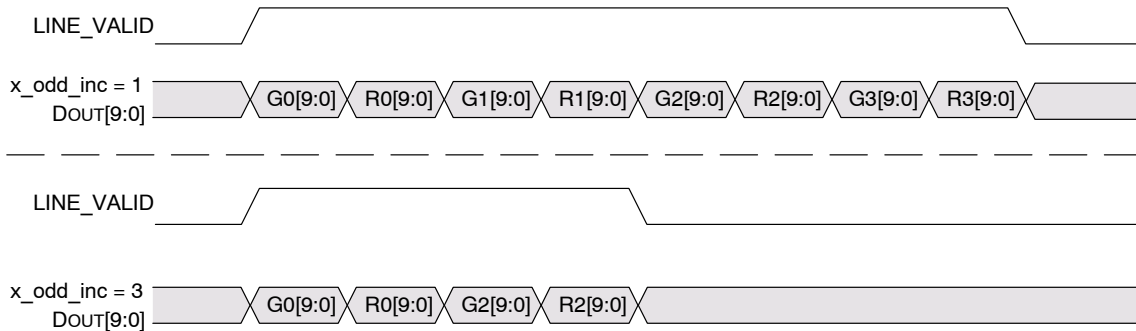 LINE_VALID
x_odd_inc = 1
DOUT[9:0]
G0[9:0] R0[9:0] G1[9:0] R1[9:0] G2[9:0] R2[9:0] G3[9:0] R3[9:0]
LINE_VALID
x_odd_inc = 3
DOUT[9:0]
G0[9:0] R0[9:0] G2[9:0] R2[9:0]